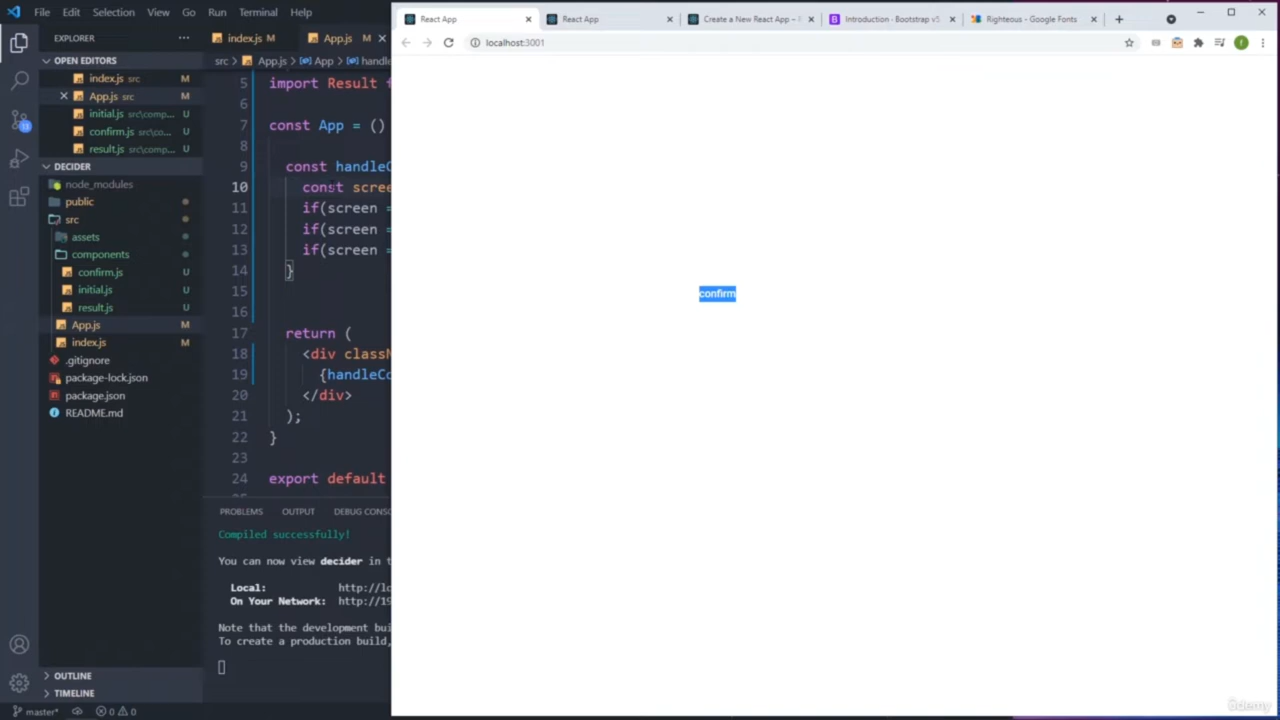 File Edit Selection View Go Run Terminal Help
React App
React App
Create a New React App –
Introduction · Bootstrap v5
Righteous - Google Fonts
localhost:3001
EXPLORER
index.js M
App.js M
src > App.js > App > handle
OPEN EDITORS
index.js src M
App.js src M
initial.js src\comp... U
confirm.js src\co... U
result.js src\comp... U
DECIDER
node_modules
public
src
assets
components
confirm.js U
initial.js U
result.js U
App.js M
index.js M
.gitignore
package-lock.json
package.json
README.md
OUTLINE
TIMELINE
5 import Result
6
7 const App = ()
8
9 const handleC
10 const scree
11 if(screen =
12 if(screen =
13 if(screen =
14 }
15
16
17 return (
18 <div classN
19 {handleCo
20 </div>
21 );
22 }
23
24 export default
confirm
PROBLEMS OUTPUT DEBUG CONSO
Compiled successfully!
You can now view decider in t
Local: http://lo
On Your Network: http://19
Note that the development bui
To create a production build,
master* 0 0
ûdemy